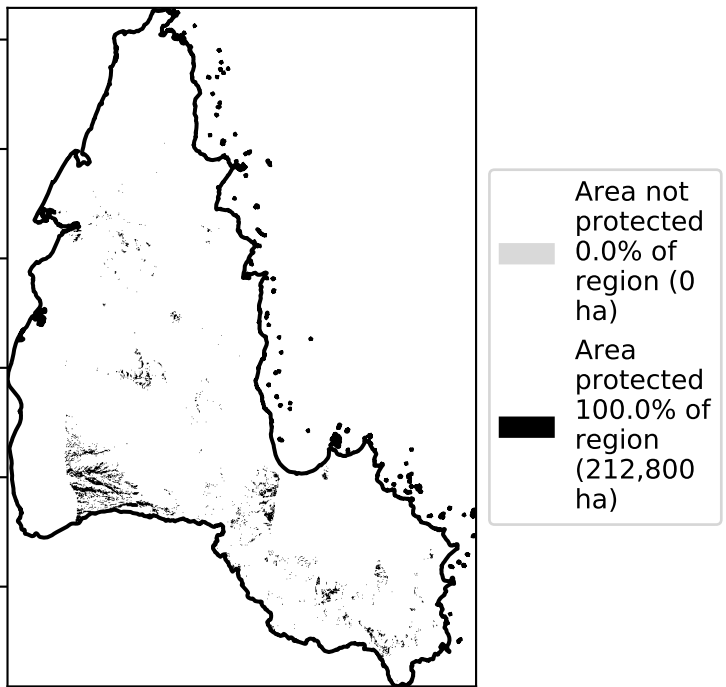 Area not
protected
0.0% of
region (0
ha)
Area
protected
100.0% of
region
(212,800
ha)